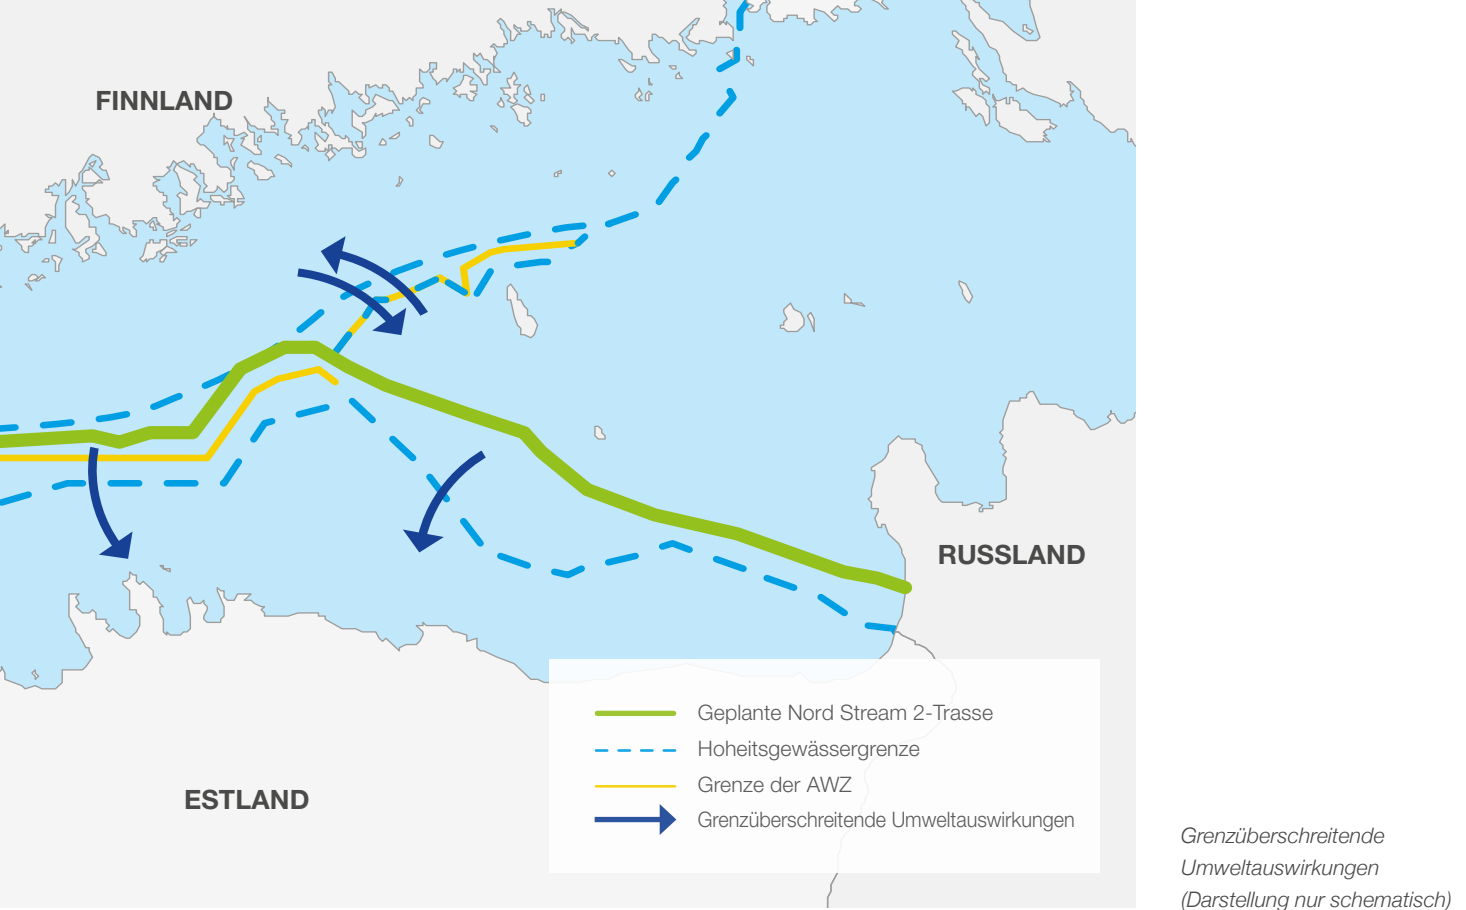 FINNLAND
RUSSLAND
ESTLAND
Geplante Nord Stream 2-Trasse
Hoheitsgewässergrenze
Grenze der AWZ
Grenzüberschreitende Umweltauswirkungen
Grenzüberschreitende
Umweltauswirkungen
(Darstellung nur schematisch)